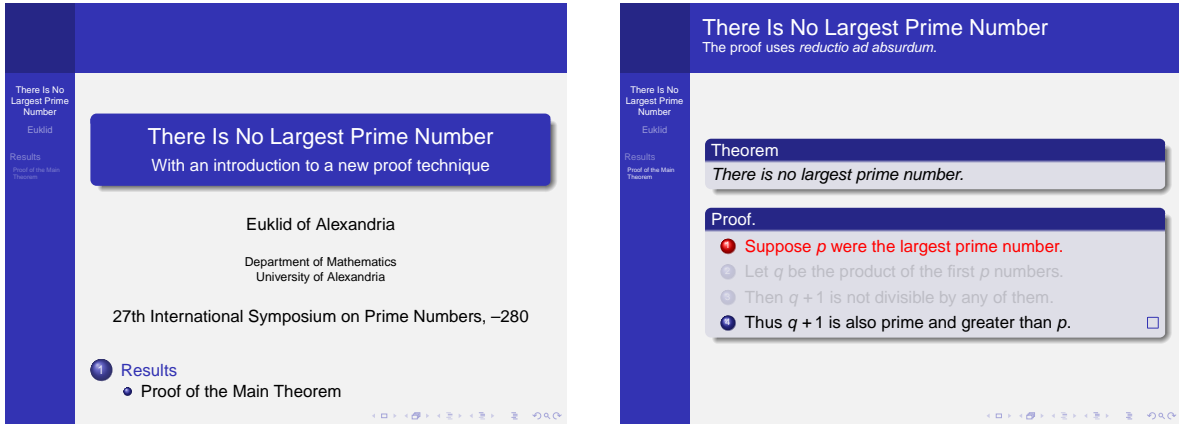 There Is No
Largest Prime
Number
Euklid
Results
Proof of the Main
Theorem
There Is No Largest Prime Number
With an introduction to a new proof technique
Euklid of Alexandria
Department of Mathematics
University of Alexandria
27th International Symposium on Prime Numbers, –280
1 Results
Proof of the Main Theorem
There Is No Largest Prime Number
The proof uses reductio ad absurdum.
There Is No
Largest Prime
Number
Euklid
Results
Proof of the Main
Theorem
Theorem
There is no largest prime number.
Proof.
1 Suppose p were the largest prime number.
2 Let q be the product of the first p numbers.
3 Then q + 1 is not divisible by any of them.
4 Thus q + 1 is also prime and greater than p.